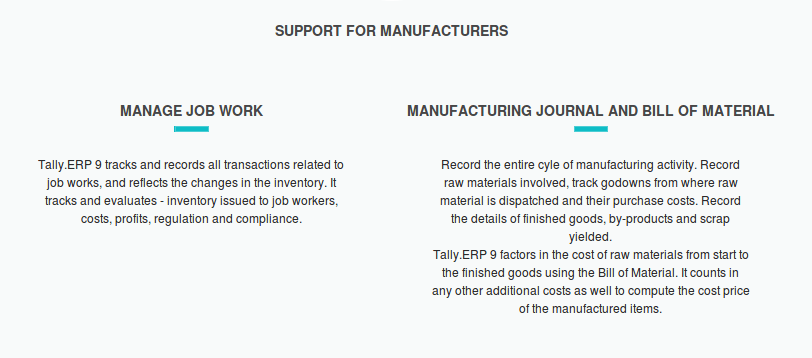 SUPPORT FOR MANUFACTURERS
MANAGE JOB WORK
Tally.ERP 9 tracks and records all transactions related to
job works, and reflects the changes in the inventory. It
tracks and evaluates - inventory issued to job workers,
costs, profits, regulation and compliance.
MANUFACTURING JOURNAL AND BILL OF MATERIAL
Record the entire cyle of manufacturing activity. Record
raw materials involved, track godowns from where raw
material is dispatched and their purchase costs. Record
the details of finished goods, by-products and scrap
yielded.
Tally.ERP 9 factors in the cost of raw materials from start to
the finished goods using the Bill of Material. It counts in
any other additional costs as well to compute the cost price
of the manufactured items.